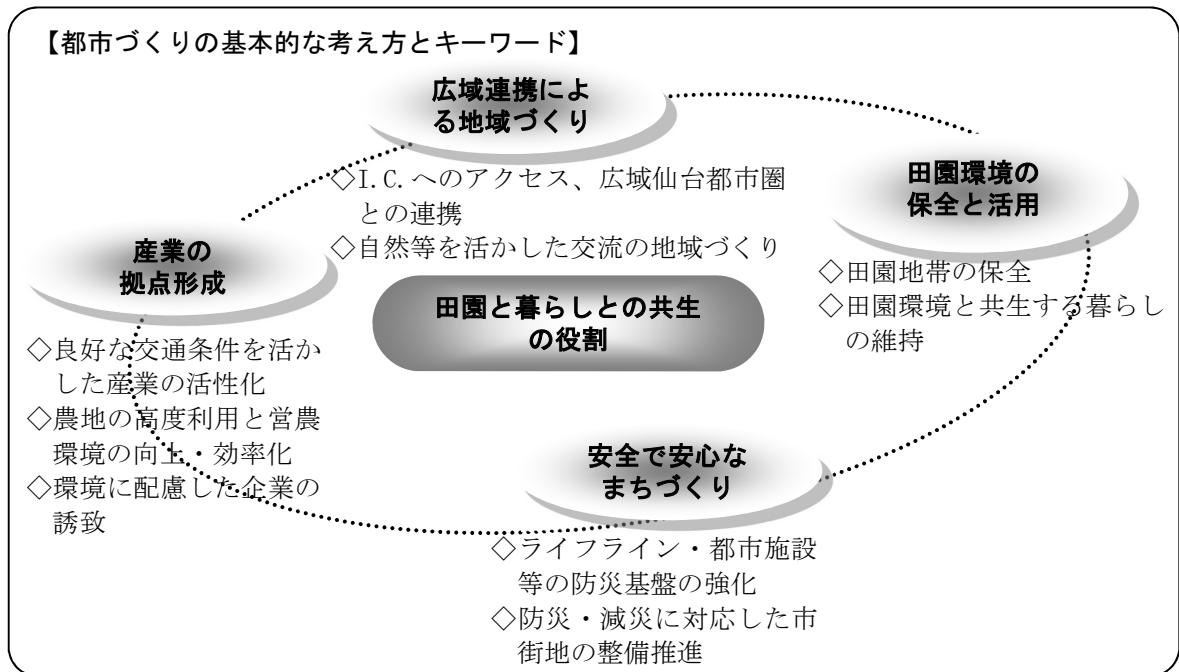 【都市づくりの基本的な考え方とキーワード】
広域連携によ
る地域づくり
◇I.C.へのアクセス、広域仙台都市圏
との連携
◇自然等を活かした交流の地域づくり
田園環境の
保全と活用
◇田園地帯の保全
◇田園環境と共生する暮らし
の維持
産業の
拠点形成
◇良好な交通条件を活か
した産業の活性化
◇農地の高度利用と営農
環境の向上・効率化
◇環境に配慮した企業の
誘致
田園と暮らしとの共生
の役割
安全で安心な
まちづくり
◇ライフライン・都市施設
等の防災基盤の強化
◇防災・減災に対応した市
街地の整備推進